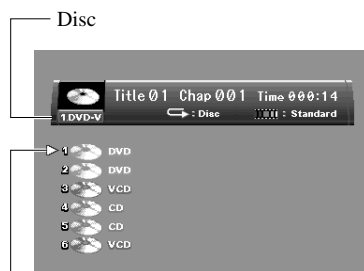 Disc
Title 01 Chap 001 Time 000:14
1.DVD-V : Disc : Standard
1 DVD
2 DVD
3 VCD
4 CD
5 CD
6 VCD